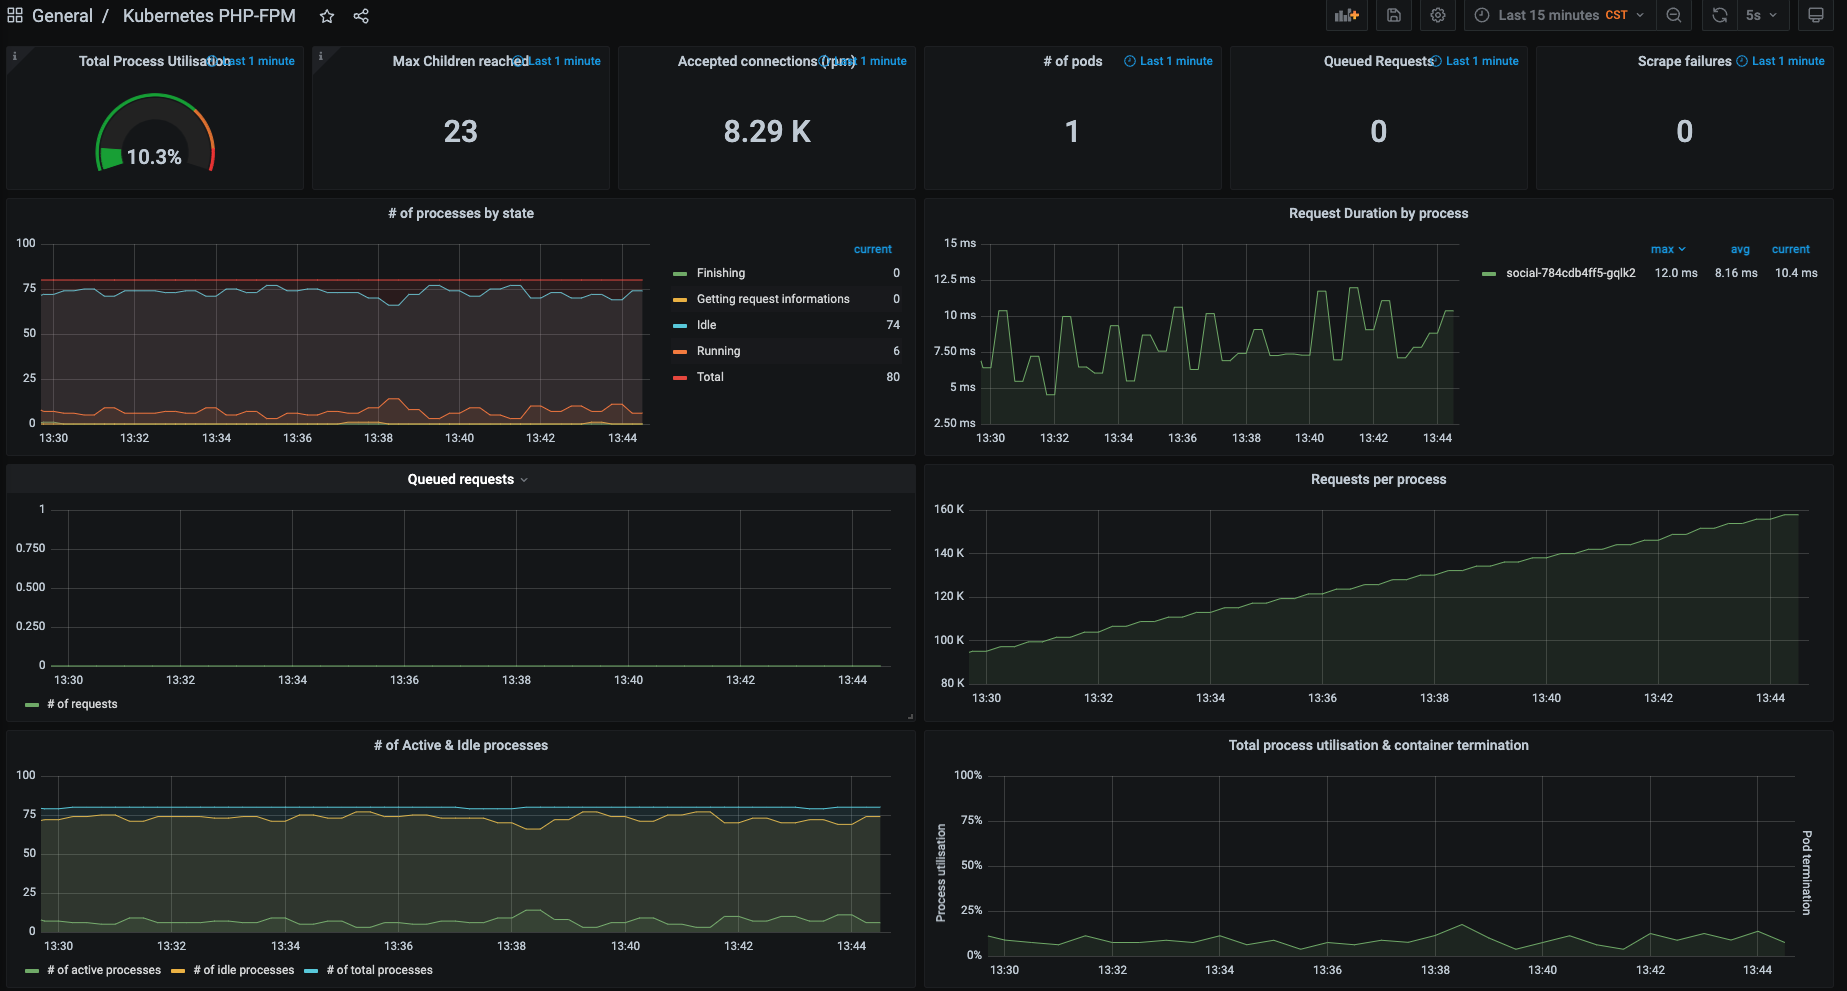 General / Kubernetes PHP-FPM
Last 15 minutes CST
5s
Total Process Utilisation Last 1 minute
10.3%
Max Children reached Last 1 minute
23
Accepted connections (rpm) Last 1 minute
8.29 K
# of pods Last 1 minute
1
Queued Requests Last 1 minute
0
Scrape failures Last 1 minute
0
# of processes by state
100
75
50
25
0
13:30 13:32 13:34 13:36 13:38 13:40 13:42 13:44
current
Finishing 0
Getting request informations 0
Idle 74
Running 6
Total 80
Request Duration by process
15 ms
12.5 ms
10 ms
7.50 ms
5 ms
2.50 ms
13:30 13:32 13:34 13:36 13:38 13:40 13:42 13:44
max avg current
social-784cdb4ff5-gqlk2 12.0 ms 8.16 ms 10.4 ms
Queued requests
1
0.750
0.500
0.250
0
13:30 13:32 13:34 13:36 13:38 13:40 13:42 13:44
# of requests
Requests per process
160 K
140 K
120 K
100 K
80 K
13:30 13:32 13:34 13:36 13:38 13:40 13:42 13:44
# of Active & Idle processes
100
75
50
25
0
13:30 13:32 13:34 13:36 13:38 13:40 13:42 13:44
# of active processes # of idle processes # of total processes
Total process utilisation & container termination
Process utilisation
100%
75%
50%
25%
0%
13:30 13:32 13:34 13:36 13:38 13:40 13:42 13:44
Pod termination